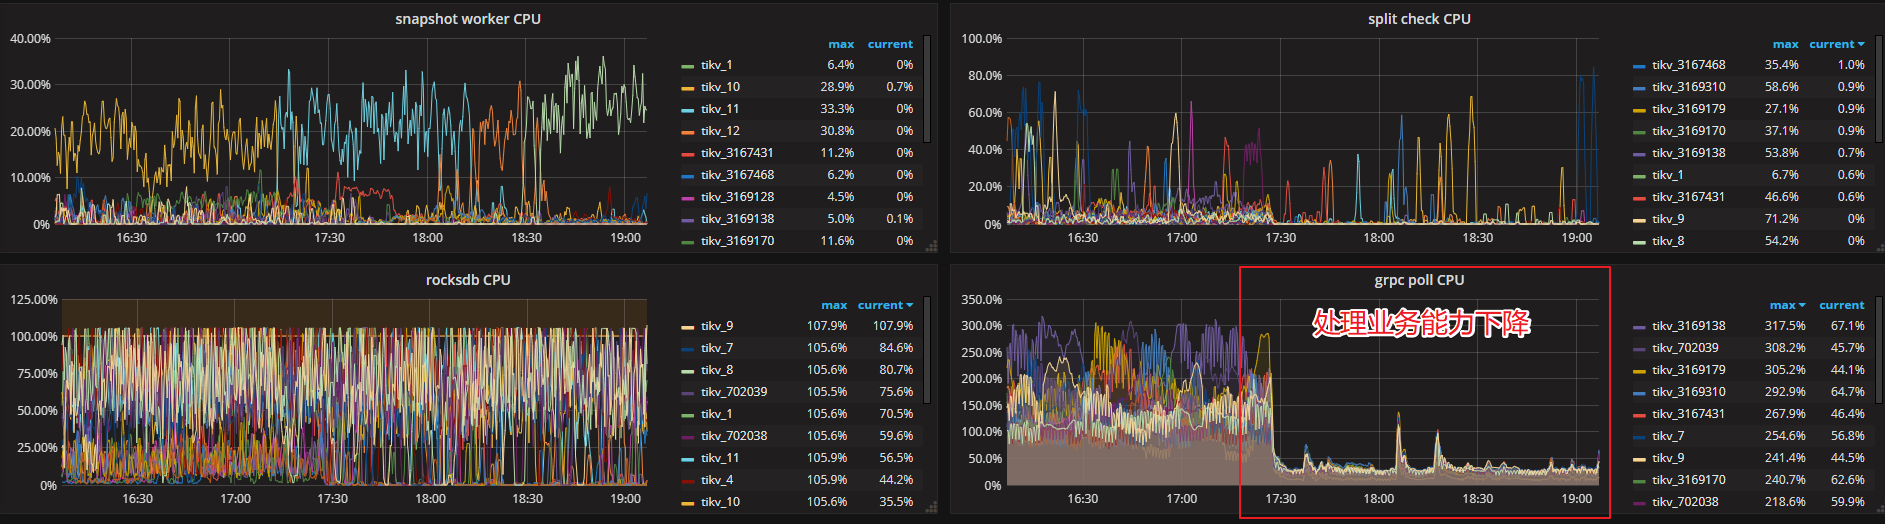 snapshot worker CPU
40.00%
30.00%
20.00%
10.00%
0%
16:30 17:00 17:30 18:00 18:30 19:00
max current
tikv_1 6.4% 0%
tikv_10 28.9% 0.7%
tikv_11 33.3% 0%
tikv_12 30.8% 0%
tikv_3167431 11.2% 0%
tikv_3167468 6.2% 0%
tikv_3169128 4.5% 0%
tikv_3169138 5.0% 0.1%
tikv_3169170 11.6% 0%
split check CPU
100.0%
80.0%
60.0%
40.0%
20.0%
0%
16:30 17:00 17:30 18:00 18:30 19:00
max current
tikv_3167468 35.4% 1.0%
tikv_3169310 58.6% 0.9%
tikv_3169179 27.1% 0.9%
tikv_3169170 37.1% 0.9%
tikv_3169138 53.8% 0.7%
tikv_1 6.7% 0.6%
tikv_3167431 46.6% 0.6%
tikv_9 71.2% 0%
tikv_8 54.2% 0%
rocksdb CPU
125.00%
100.00%
75.00%
50.00%
25.00%
0%
16:30 17:00 17:30 18:00 18:30 19:00
max current
tikv_9 107.9% 107.9%
tikv_7 105.6% 84.6%
tikv_8 105.6% 80.7%
tikv_702039 105.5% 75.6%
tikv_1 105.6% 70.5%
tikv_702038 105.6% 59.6%
tikv_11 105.9% 56.5%
tikv_4 105.9% 44.2%
tikv_10 105.6% 35.5%
grpc poll CPU
处理业务能力下降
350.0%
300.0%
250.0%
200.0%
150.0%
100.0%
50.0%
0%
16:30 17:00 17:30 18:00 18:30 19:00
max current
tikv_3169138 317.5% 67.1%
tikv_702039 308.2% 45.7%
tikv_3169179 305.2% 44.1%
tikv_3169310 292.9% 64.7%
tikv_3167431 267.9% 46.4%
tikv_7 254.6% 56.8%
tikv_9 241.4% 44.5%
tikv_3169170 240.7% 62.6%
tikv_702038 218.6% 59.9%